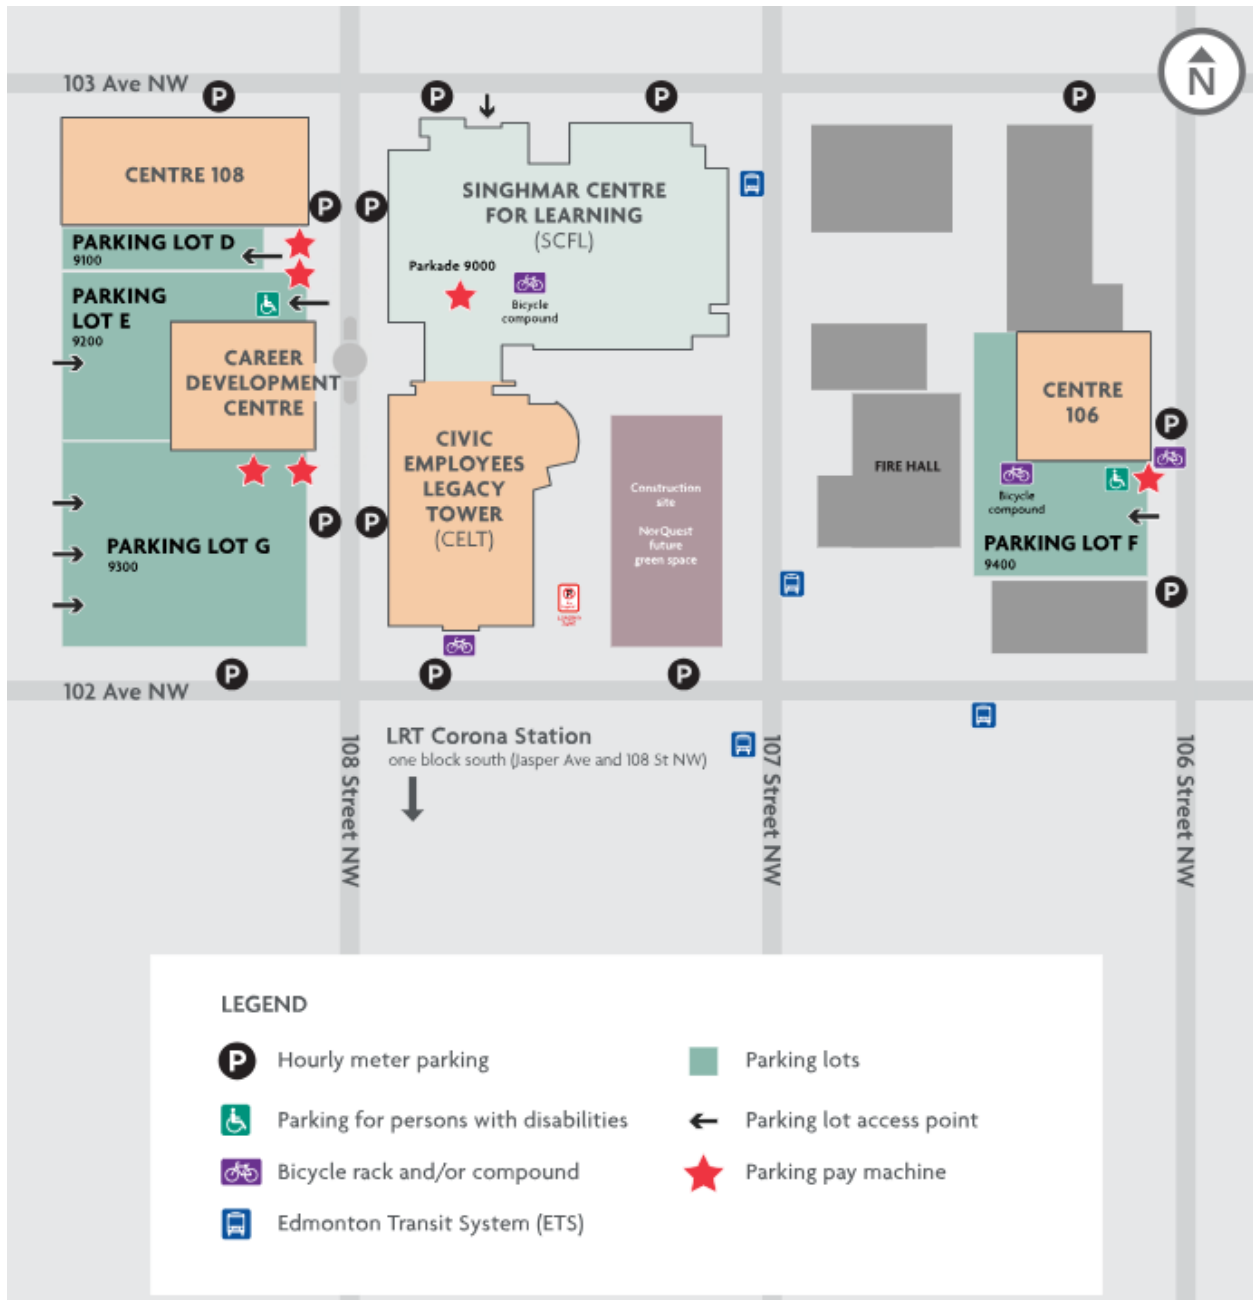 103 Ave NW
P
P
P
P
N
CENTRE 108
P
P
SINGHMAR CENTRE
FOR LEARNING
(SCFL)
Parkade 9000
Bicycle
compound
PARKING LOT D
9100
PARKING
LOT E
9200
CAREER
DEVELOPMENT
CENTRE
CENTRE
106
P
CIVIC
EMPLOYEES
LEGACY
TOWER
(CELT)
FIRE HALL
Construction
site
NorQuest
future
green space
Bicycle
compound
P
P
PARKING LOT G
9300
PARKING LOT F
9400
P
P
P
P
P
102 Ave NW
LRT Corona Station
one block south (Jasper Ave and 108 St NW)
108 Street NW
107 Street NW
106 Street NW
LEGEND
P Hourly meter parking
Parking for persons with disabilities
Bicycle rack and/or compound
Edmonton Transit System (ETS)
Parking lots
Parking lot access point
Parking pay machine